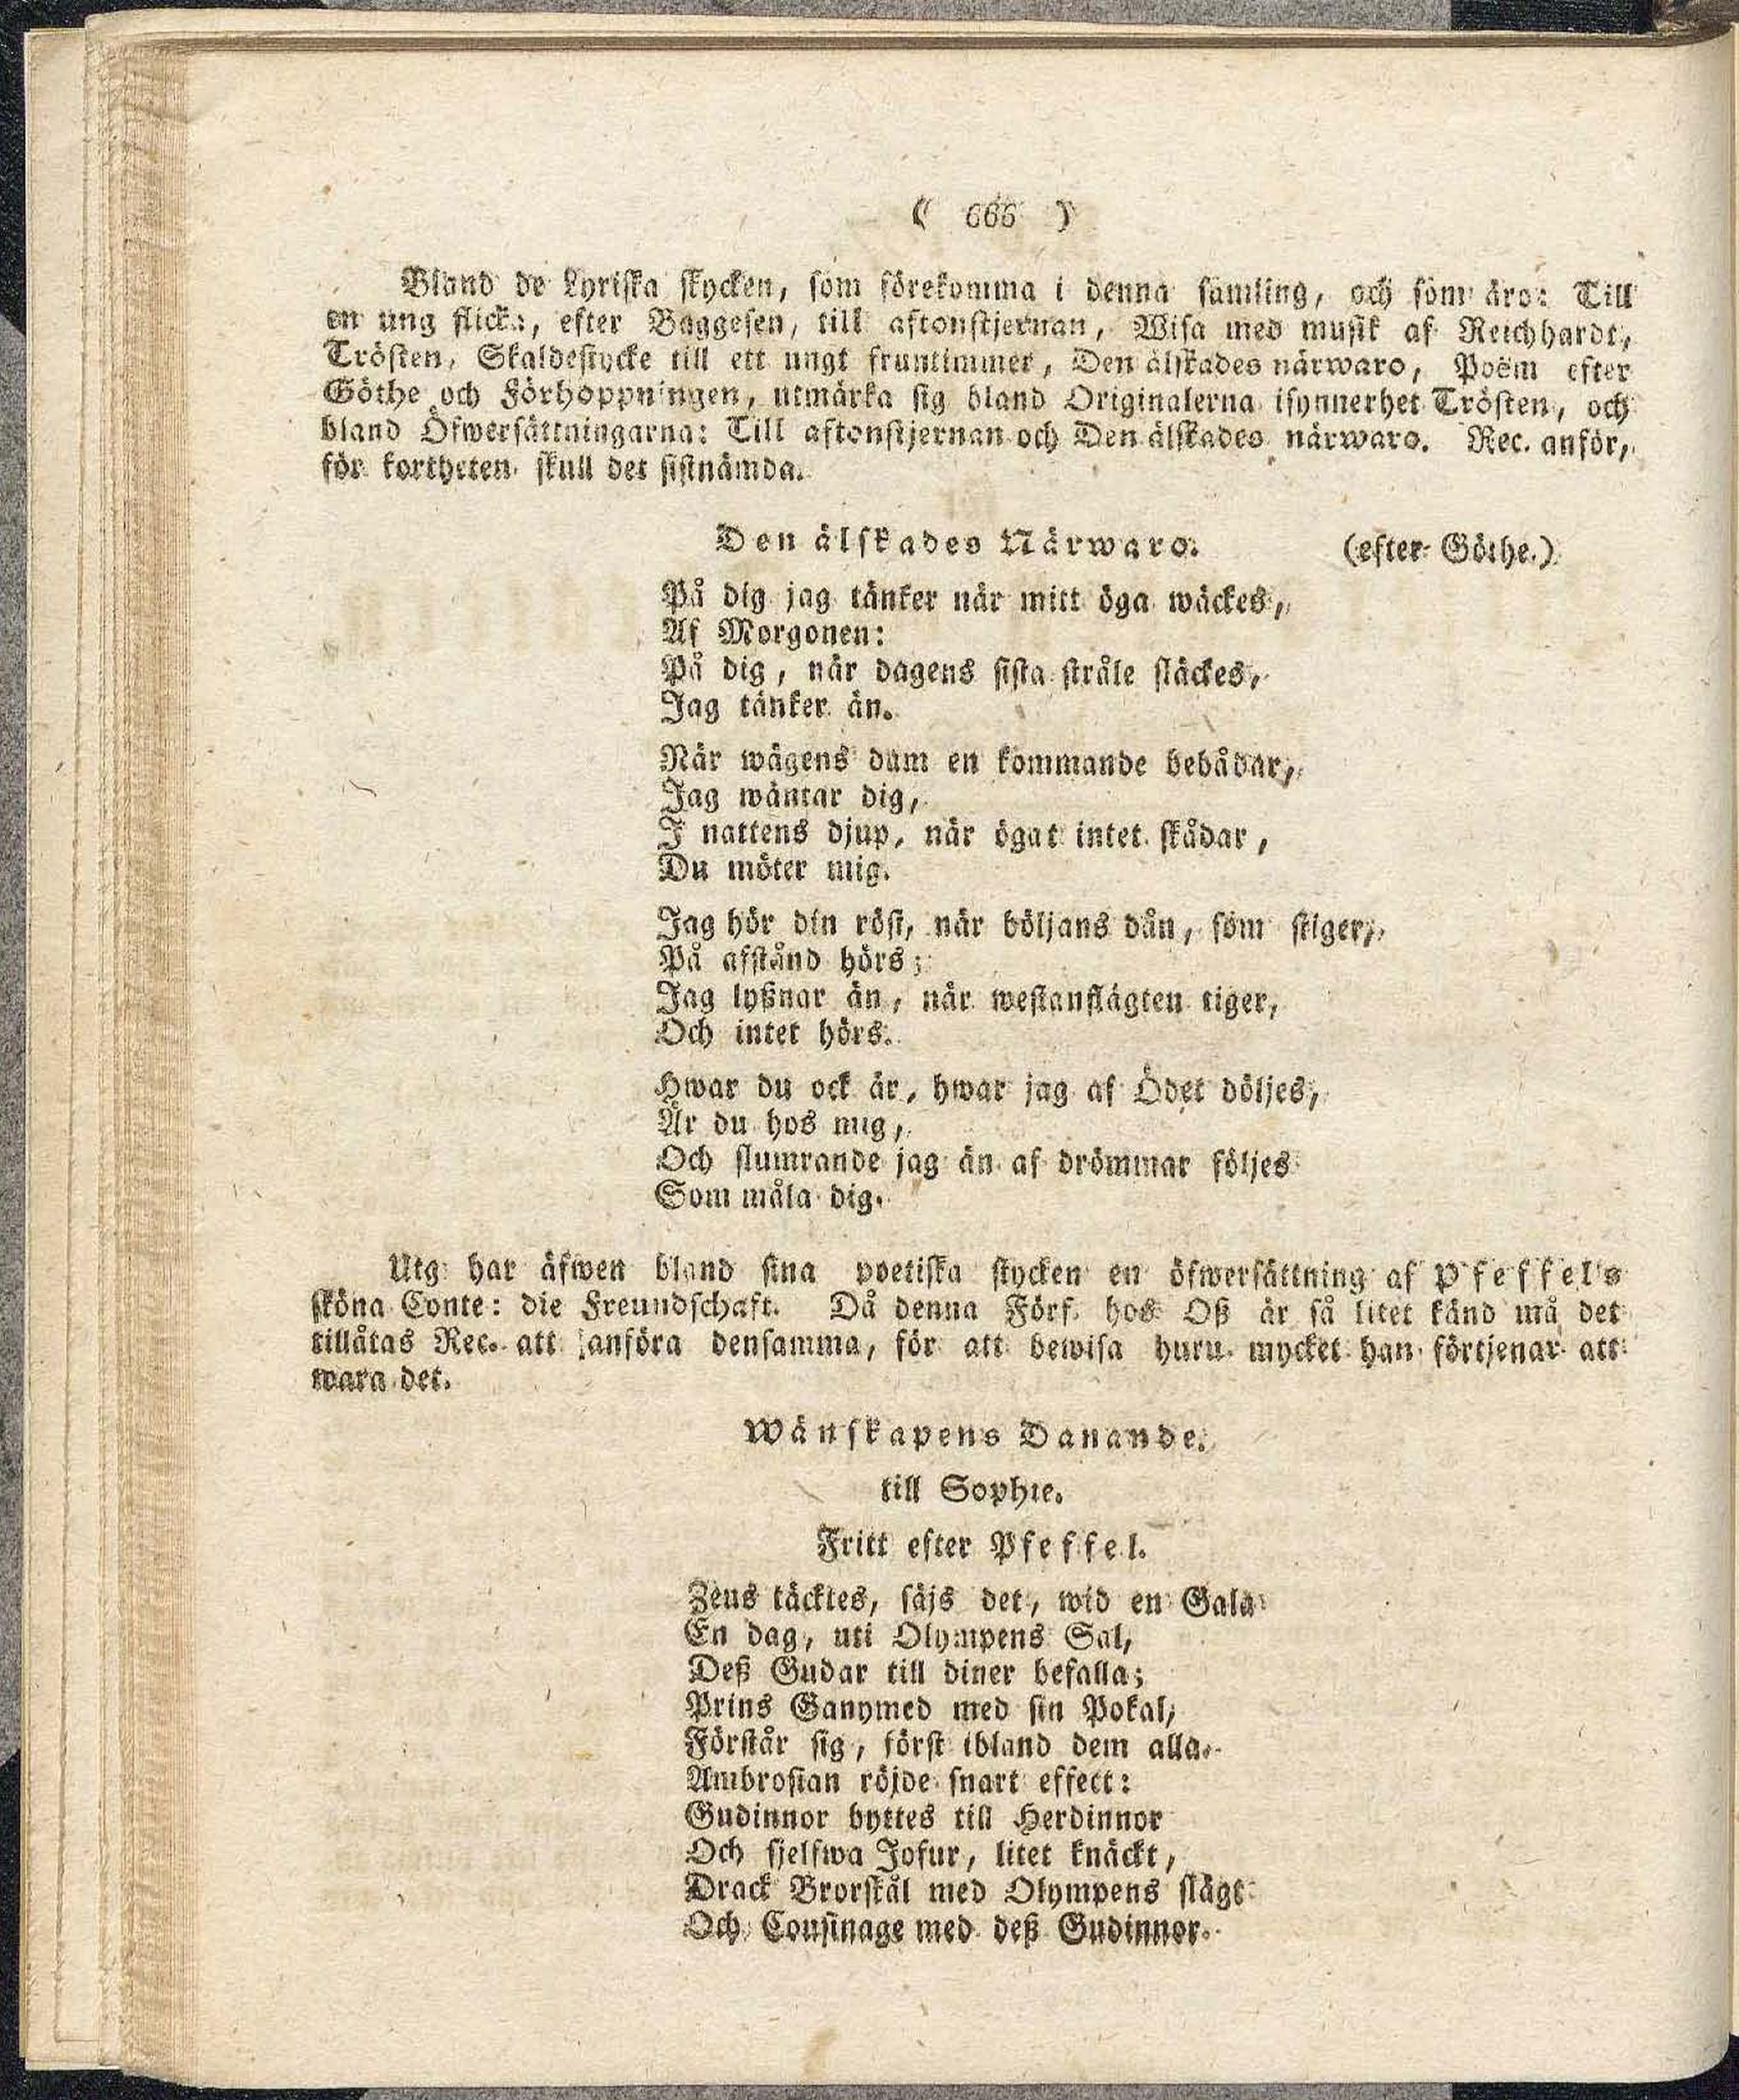 ( 666 )
Bland de Lyriska stycken, som förekomma i denna samling, och som äro: Till
en ung flicka, efter Baggesen, till aftonstjernan, Wisa med musik af Reichhardt,
Trösten, Skaldestycke till ett ungt fruntimmer, Den älskades närwaro, Poëm efter
Göthe och Förhoppningen, utmärka sig bland Originalerna isynnerhet Trösten, och
bland Öfwersättningarna: Till aftonstjernan och Den älskades närwaro. Rec. anför,
för kortheten skull det sistnämda.
Den älskades Närwaro. (efter Göthe.)
På dig jag tänker när mitt öga wäckes,
Af Morgonen:
På dig, när dagens sista stråle släckes,
Jag tänker än.
När wägens dam en kommande bebådar,
Jag wäntar dig,
I nattens djup, när ögat intet skådar,
Du möter mig.
Jag hör din röst, när böljans dån, som stiger,
På afstånd hörs;
Jag lyßnar än, när westanflägten tiger,
Och intet hörs.
Hwar du ock är, hwar jag af Ödet döljes,
Är du hos mig,
Och slumrande jag än af drömmar följes
Som måla dig.
Utg har äfwen bland sina poetiska stycken en öfwersättning af Pfeffels
sköna Conte: die Freundschaft. Då denna Förf. hos Oß är så litet känd må det
tillåtas Rec. att anföra densamma, för att bewisa huru mycket han förtjenar att
wara det.
Wänskapens Danande.
till Sophie.
Fritt efter Pfeffel.
Zeus täcktes, säjs det, wid en Gala
En dag, uti Olympens Sal,
Deß Gudar till diner befalla;
Prins Ganymed med sin Pokal,
Förstår sig, först ibland dem alla.
Ambrosian röjde snart effect:
Gudinnor byttes till Herdinnor
Och sjelfwa Jofur, litet knäckt,
Drack Brorskål med Olympens slägt
Och Cousinage med deß Gudinnor.